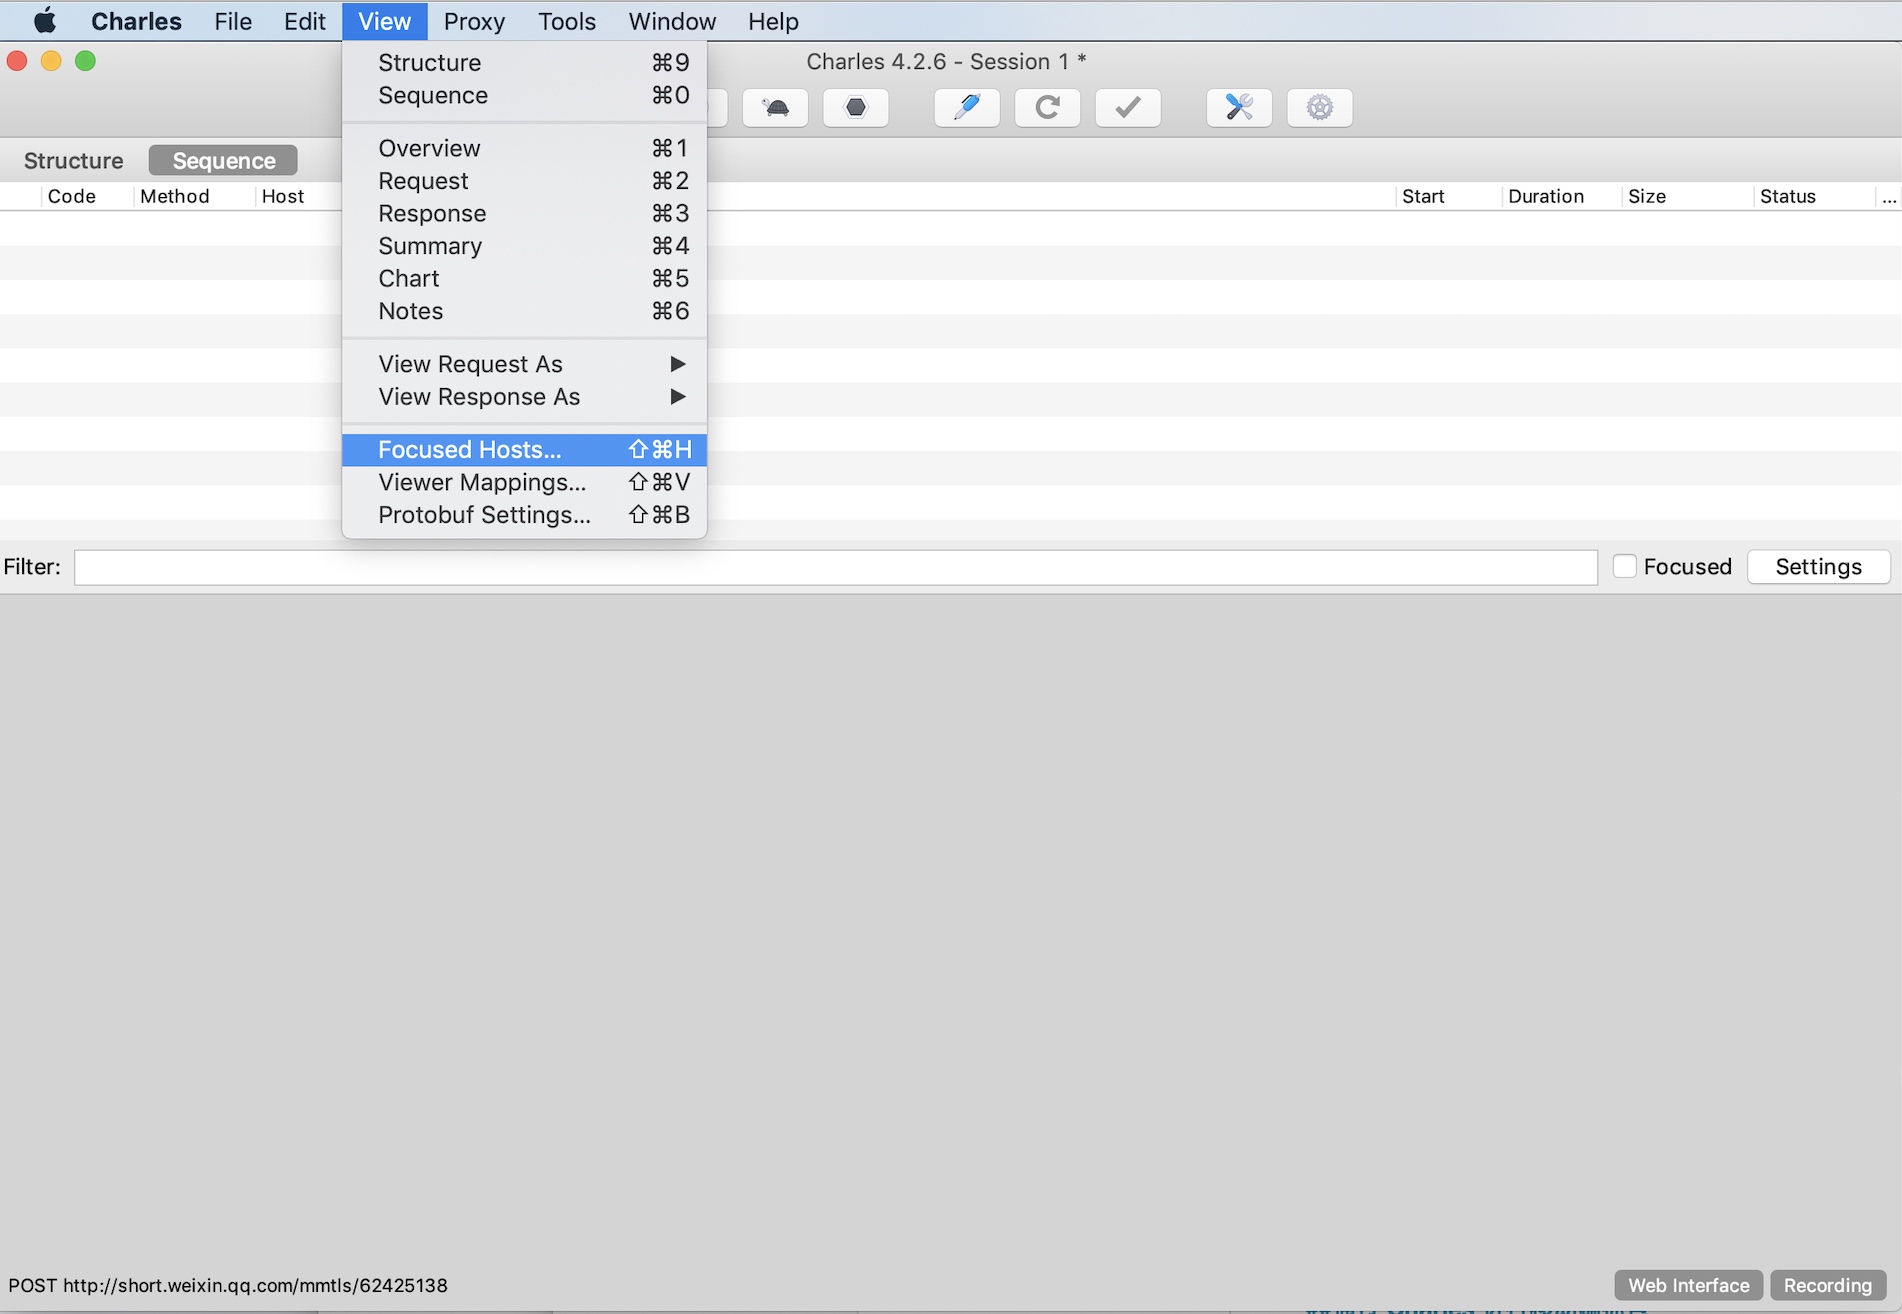 Charles File Edit View Proxy Tools Window Help
Charles 4.2.6 - Session 1 *
Structure ⌘9
Sequence ⌘0
Overview ⌘1
Request ⌘2
Response ⌘3
Summary ⌘4
Chart ⌘5
Notes ⌘6
View Request As ▶
View Response As ▶
Focused Hosts... ⇧⌘H
Viewer Mappings... ⇧⌘V
Protobuf Settings... ⇧⌘B
Structure Sequence
Code Method Host Start Duration Size Status ...
Filter: Focused Settings
POST http://short.weixin.qq.com/mmtls/62425138 Web Interface Recording